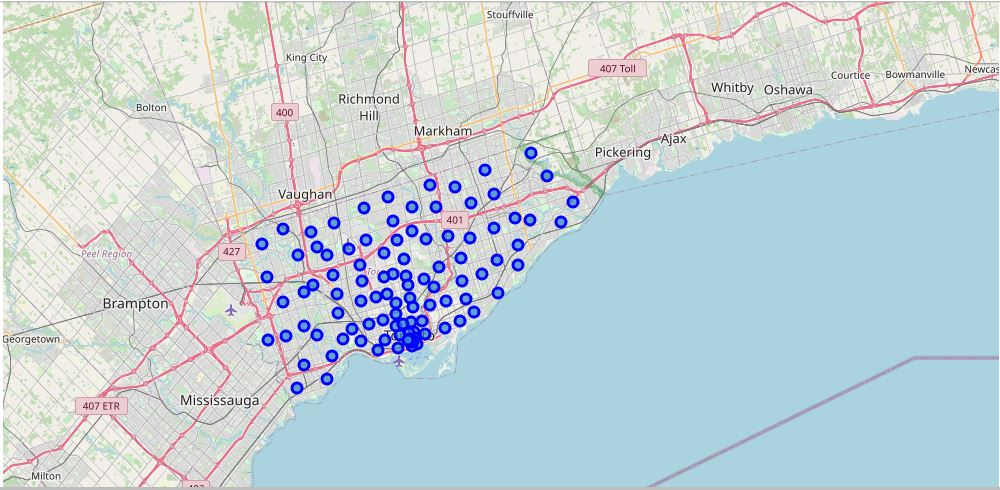 Stouffville
King City
407 Toll
Courtice
Bowmanville
Newcas
Whitby
Oshawa
Bolton
400
Richmond
Hill
Markham
Ajax
Pickering
Vaughan
401
427
Peel Region
Brampton
Georgetown
407 ETR
Mississauga
Milton